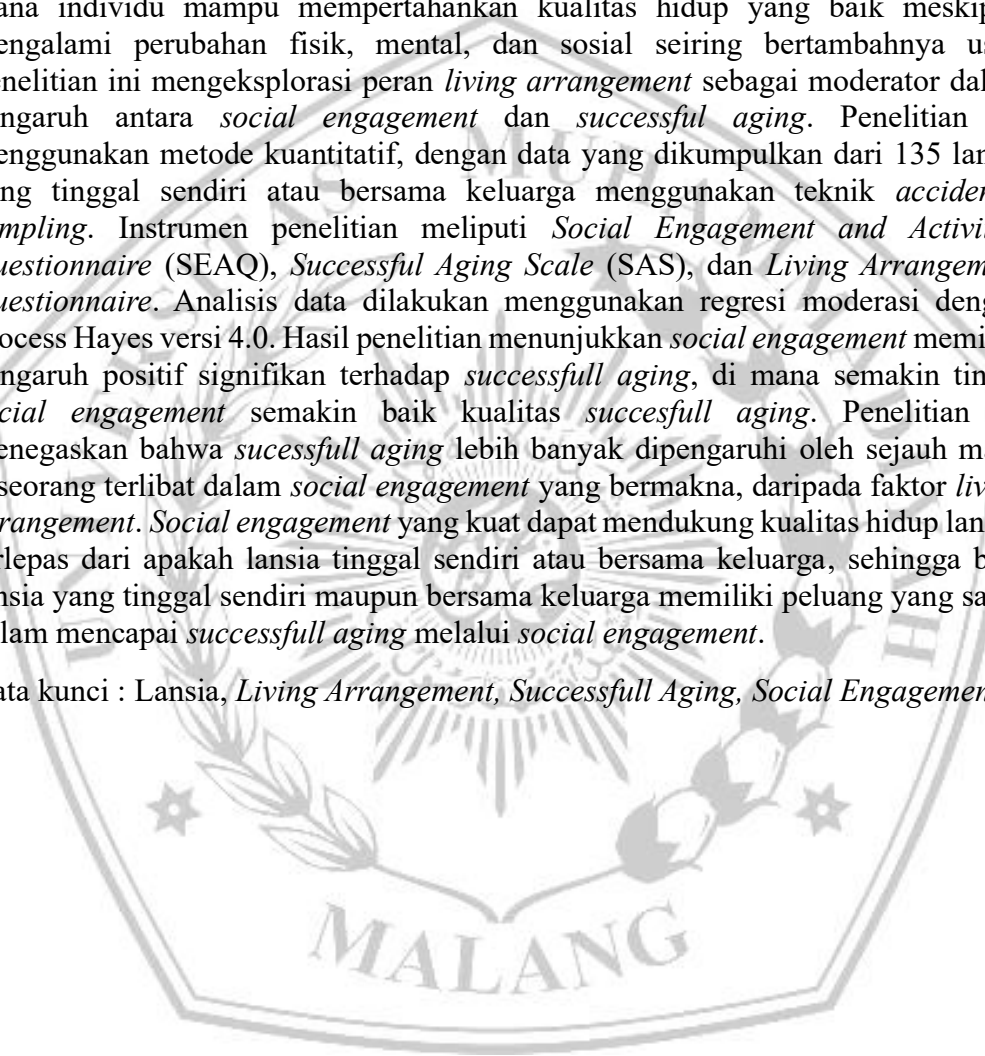 ana individu mampu mempertahankan kualitas hidup yang baik meskip
engalami perubahan fisik, mental, dan sosial seiring bertambahnya us
enelitian ini mengeksplorasi peran living arrangement sebagai moderator dal
ngaruh antara social engagement dan successful aging. Penelitian
enggunakan metode kuantitatif, dengan data yang dikumpulkan dari 135 lan
ng tinggal sendiri atau bersama keluarga menggunakan teknik acciden
mpling. Instrumen penelitian meliputi Social Engagement and Activi
uestionnaire (SEAQ), Successful Aging Scale (SAS), dan Living Arrangem
uestionnaire. Analisis data dilakukan menggunakan regresi moderasi deng
ocess Hayes versi 4.0. Hasil penelitian menunjukkan social engagement memi
ngaruh positif signifikan terhadap successfull aging, di mana semakin tin
cial engagement semakin baik kualitas succesfull aging. Penelitian
enegaskan bahwa sucessfull aging lebih banyak dipengaruhi oleh sejauh ma
seorang terlibat dalam social engagement yang bermakna, daripada faktor liv
rangement. Social engagement yang kuat dapat mendukung kualitas hidup lan
rlepas dari apakah lansia tinggal sendiri atau bersama keluarga, sehingga b
nsia yang tinggal sendiri maupun bersama keluarga memiliki peluang yang sa
lam mencapai successfull aging melalui social engagement.
ata kunci : Lansia, Living Arrangement, Successfull Aging, Social Engagemen
UNIVERSITAS MUHAMMADIYAH
MALANG